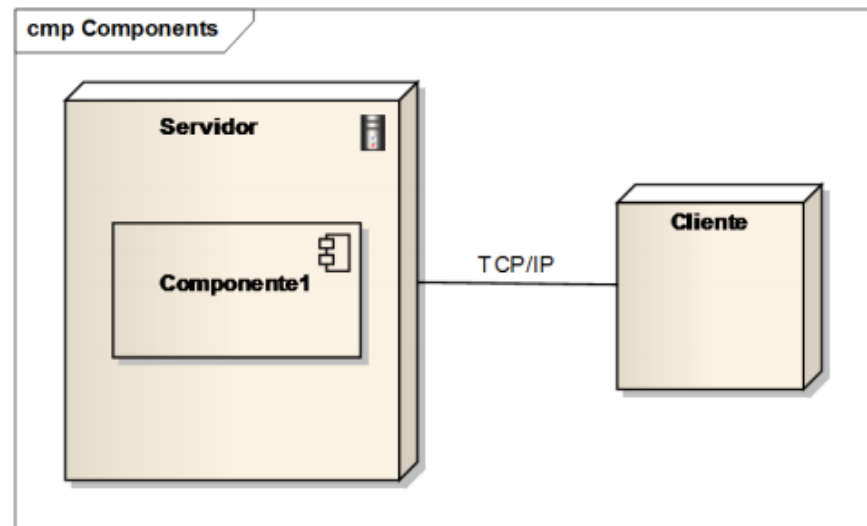 cmp Components
Servidor
Componente1
TCP/IP
Cliente